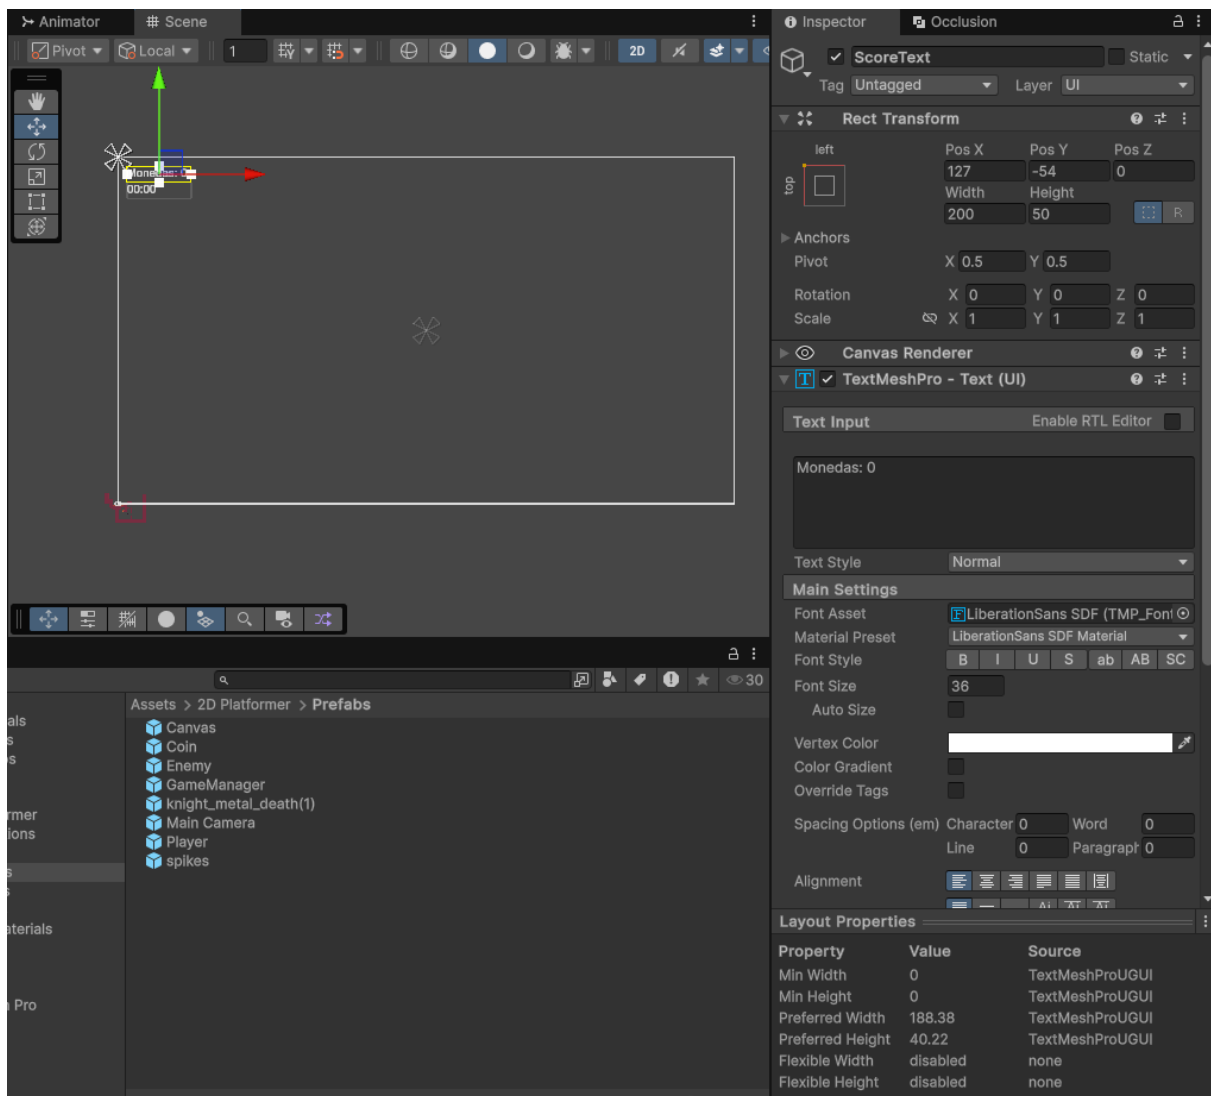 Animator
Scene
Pivot
Local
1
2D
Monedas: 0
00:00
30
Assets > 2D Platformer > Prefabs
Canvas
Coin
Enemy
GameManager
knight_metal_death(1)
Main Camera
Player
spikes
als
s
os
rmer
ions
s
s
aterials
Pro
Inspector
Occlusion
ScoreText
Static
Tag Untagged
Layer UI
Rect Transform
left
top
Pos X Pos Y Pos Z
127 -54 0
Width Height
200 50
R
Anchors
Pivot X 0.5 Y 0.5
Rotation X 0 Y 0 Z 0
Scale X 1 Y 1 Z 1
Canvas Renderer
TextMeshPro - Text (UI)
Text Input Enable RTL Editor
Monedas: 0
Text Style Normal
Main Settings
Font Asset LiberationSans SDF (TMP_Font
Material Preset LiberationSans SDF Material
Font Style B I U S ab AB SC
Font Size 36
Auto Size
Vertex Color
Color Gradient
Override Tags
Spacing Options (em) Character 0 Word 0
Line 0 Paragraph 0
Alignment
Layout Properties
Property Value Source
Min Width 0 TextMeshProUGUI
Min Height 0 TextMeshProUGUI
Preferred Width 188.38 TextMeshProUGUI
Preferred Height 40.22 TextMeshProUGUI
Flexible Width disabled none
Flexible Height disabled none